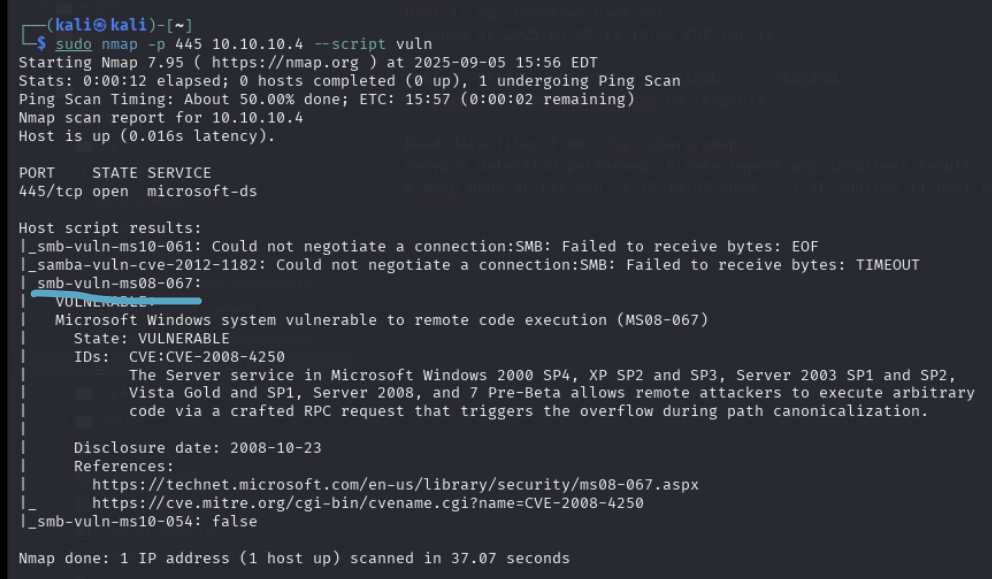 (kali㉿kali)-[~]
$ sudo nmap -p 445 10.10.10.4 --script vuln
Starting Nmap 7.95 ( https://nmap.org ) at 2025-09-05 15:56 EDT
Stats: 0:00:12 elapsed; 0 hosts completed (0 up), 1 undergoing Ping Scan
Ping Scan Timing: About 50.00% done; ETC: 15:57 (0:00:02 remaining)
Nmap scan report for 10.10.10.4
Host is up (0.016s latency).
PORT    STATE SERVICE
445/tcp open  microsoft-ds
Host script results:
|_smb-vuln-ms10-061: Could not negotiate a connection:SMB: Failed to receive bytes: EOF
|_samba-vuln-cve-2012-1182: Could not negotiate a connection:SMB: Failed to receive bytes: TIMEOUT
| smb-vuln-ms08-067:
|   VULNERABLE:
|   Microsoft Windows system vulnerable to remote code execution (MS08-067)
|     State: VULNERABLE
|     IDs:  CVE:CVE-2008-4250
|           The Server service in Microsoft Windows 2000 SP4, XP SP2 and SP3, Server 2003 SP1 and SP2,
|           Vista Gold and SP1, Server 2008, and 7 Pre-Beta allows remote attackers to execute arbitrary
|           code via a crafted RPC request that triggers the overflow during path canonicalization.
|
|     Disclosure date: 2008-10-23
|     References:
|       https://technet.microsoft.com/en-us/library/security/ms08-067.aspx
|_      https://cve.mitre.org/cgi-bin/cvename.cgi?name=CVE-2008-4250
|_smb-vuln-ms10-054: false
Nmap done: 1 IP address (1 host up) scanned in 37.07 seconds